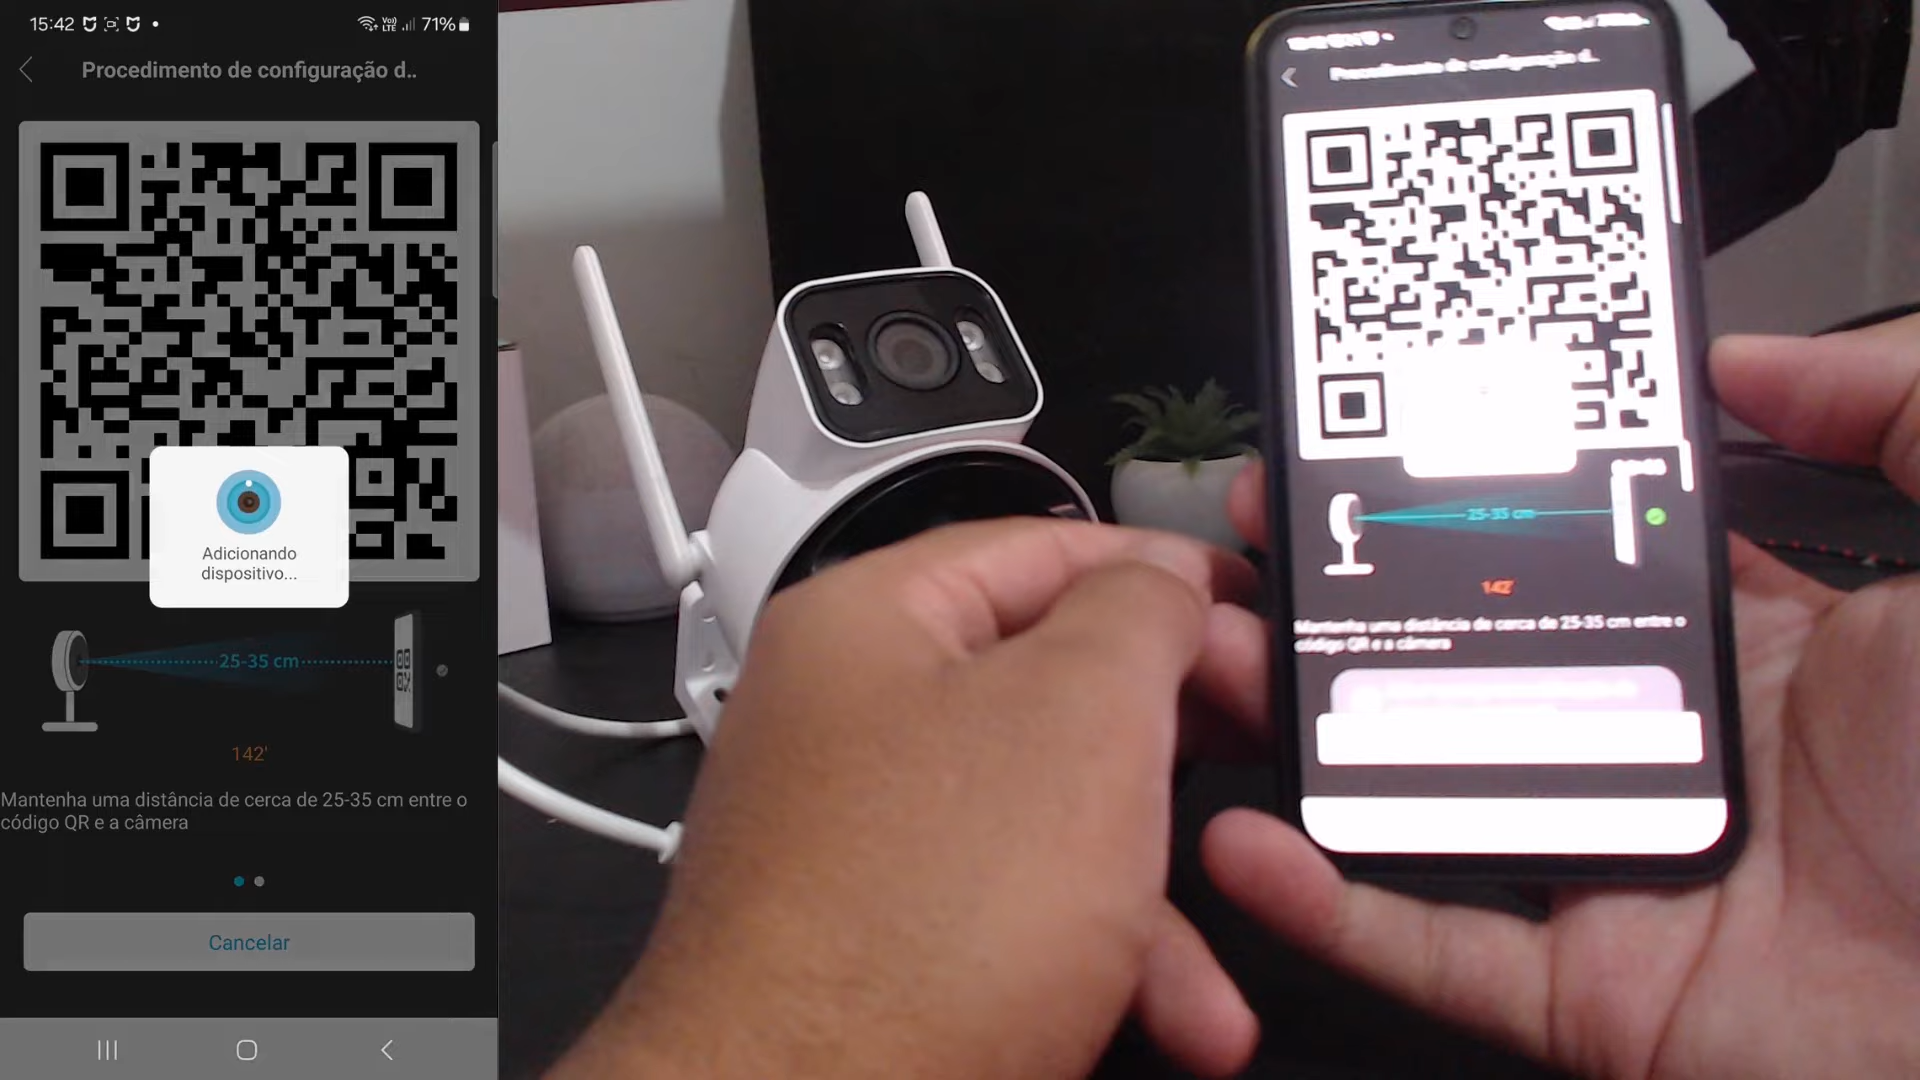 15:42
Vo)) LTE 71%
Procedimento de configuração d..
Adicionando
dispositivo...
25-35 cm
142'
Mantenha uma distância de cerca de 25-35 cm entre o
código QR e a câmera
Cancelar
Procedimento de configuração d..
25-35 cm
142'
Mantenha uma distância de cerca de 25-35 cm entre o
código QR e a câmera